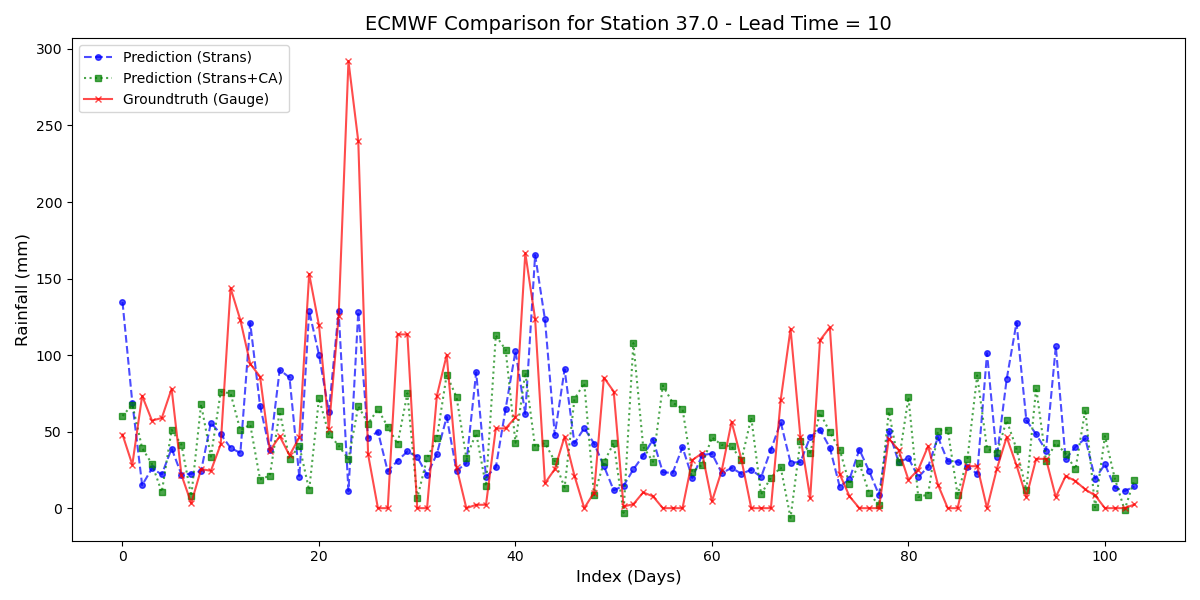 ECMWF Comparison for Station 37.0 - Lead Time = 10
Prediction (Strans)
Prediction (Strans+CA)
Groundtruth (Gauge)
300
250
200
150
100
50
0
Rainfall (mm)
0 20 40 60 80 100
Index (Days)